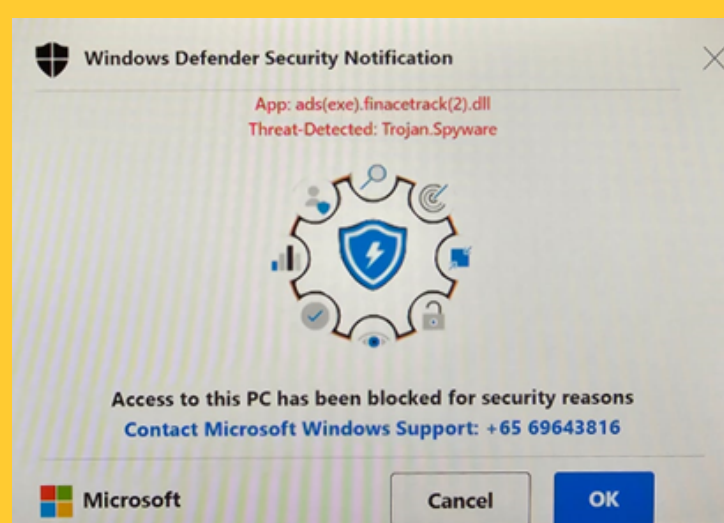 Windows Defender Security Notification
App: ads(exe).finacetrack(2).dll
Threat-Detected: Trojan.Spyware
Access to this PC has been blocked for security reasons
Contact Microsoft Windows Support: +65 69643816
Microsoft
Cancel
OK